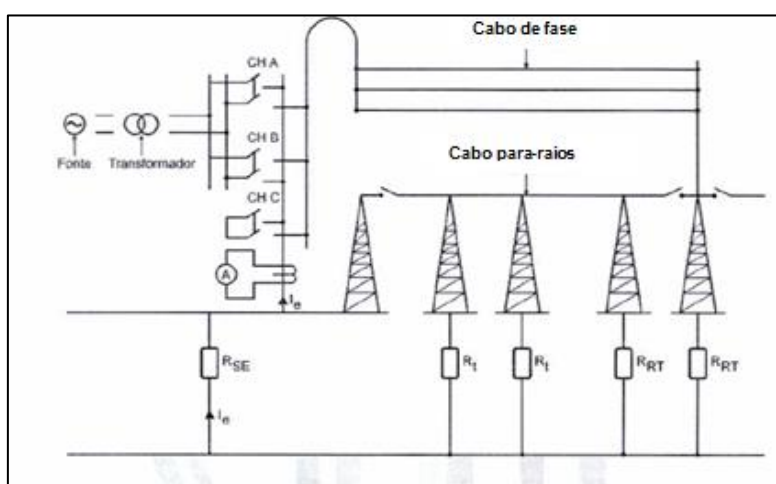 Cabo de fase
CH A
Fonte
Transformador
CH B
Cabo para-raios
CH C
A
Ie
RSE
Rt
Rt
RRT
RRT
Ie